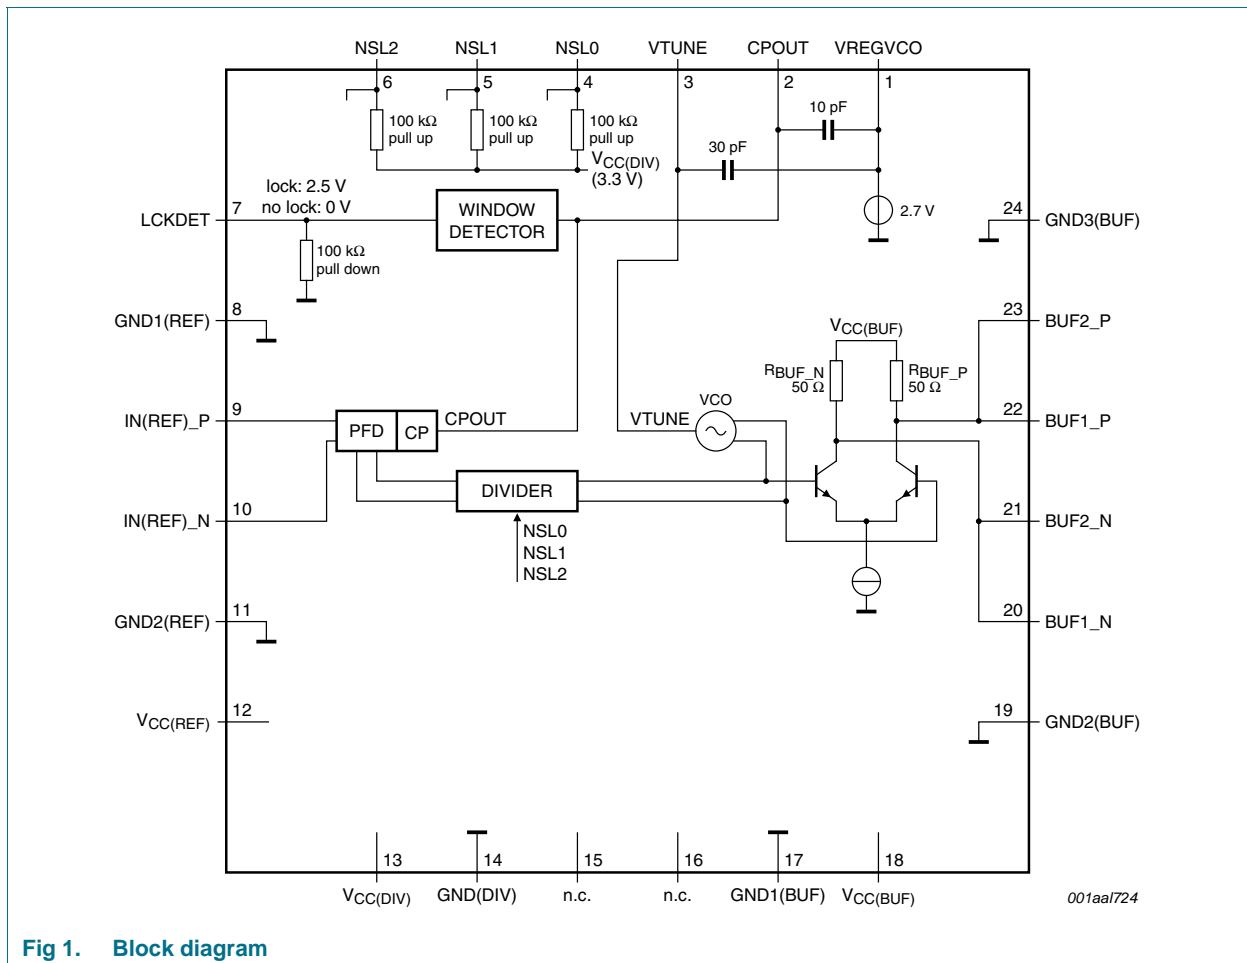 NSL2 NSL1 NSL0 VTUNE CPOUT VREGVCO
6 5 4 3 2 1
100 kΩ
pull up
100 kΩ
pull up
100 kΩ
pull up
10 pF
30 pF
VCC(DIV)
(3.3 V)
lock: 2.5 V
no lock: 0 V
LCKDET 7
WINDOW
DETECTOR
2.7 V
24 GND3(BUF)
100 kΩ
pull down
GND1(REF) 8
23 BUF2_P
VCC(BUF)
RBUF_N
50 Ω
RBUF_P
50 Ω
IN(REF)_P 9
PFD CP CPOUT
VTUNE
VCO
22 BUF1_P
DIVIDER
IN(REF)_N 10
NSL0
NSL1
NSL2
21 BUF2_N
GND2(REF) 11
20 BUF1_N
VCC(REF) 12
19 GND2(BUF)
13 14 15 16 17 18
VCC(DIV) GND(DIV) n.c. n.c. GND1(BUF) VCC(BUF)
001aal724
Fig 1. Block diagram